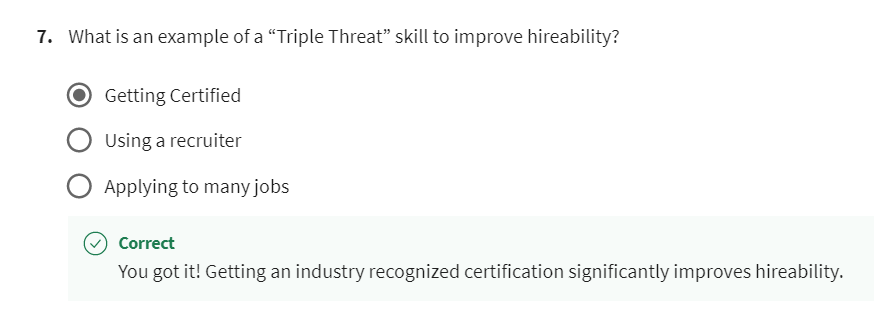 7. What is an example of a “Triple Threat” skill to improve hireability?
Getting Certified
Using a recruiter
Applying to many jobs
Correct
You got it! Getting an industry recognized certification significantly improves hireability.